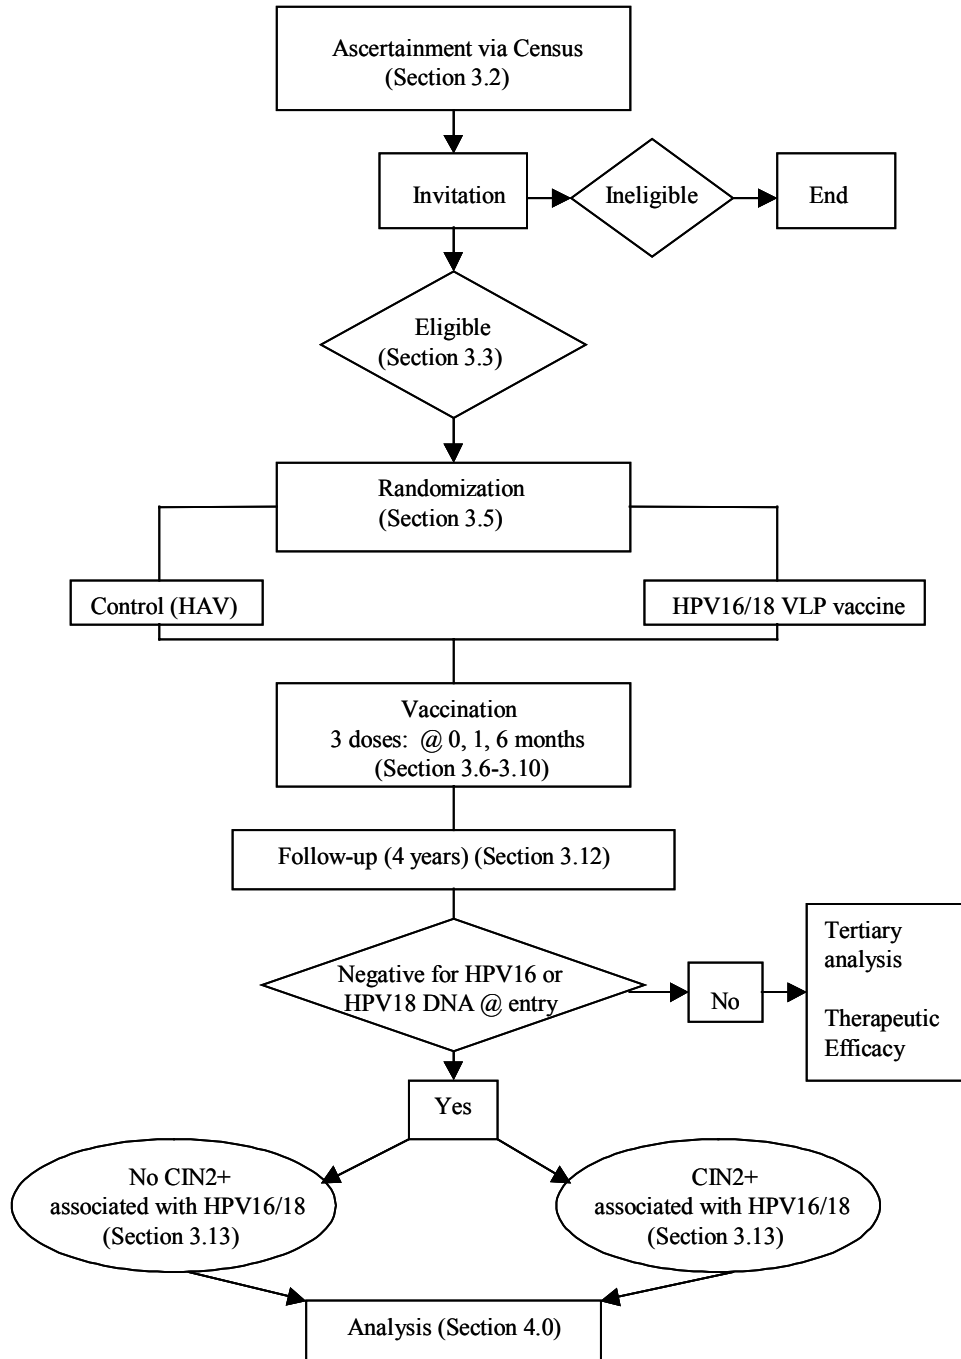 Ascertainment via Census
(Section 3.2)
Invitation
Ineligible
End
Eligible
(Section 3.3)
Randomization
(Section 3.5)
Control (HAV)
HPV16/18 VLP vaccine
Vaccination
3 doses: @ 0, 1, 6 months
(Section 3.6-3.10)
Follow-up (4 years) (Section 3.12)
Negative for HPV16 or
HPV18 DNA @ entry
No
Tertiary
analysis
Therapeutic
Efficacy
Yes
No CIN2+
associated with HPV16/18
(Section 3.13)
CIN2+
associated with HPV16/18
(Section 3.13)
Analysis (Section 4.0)